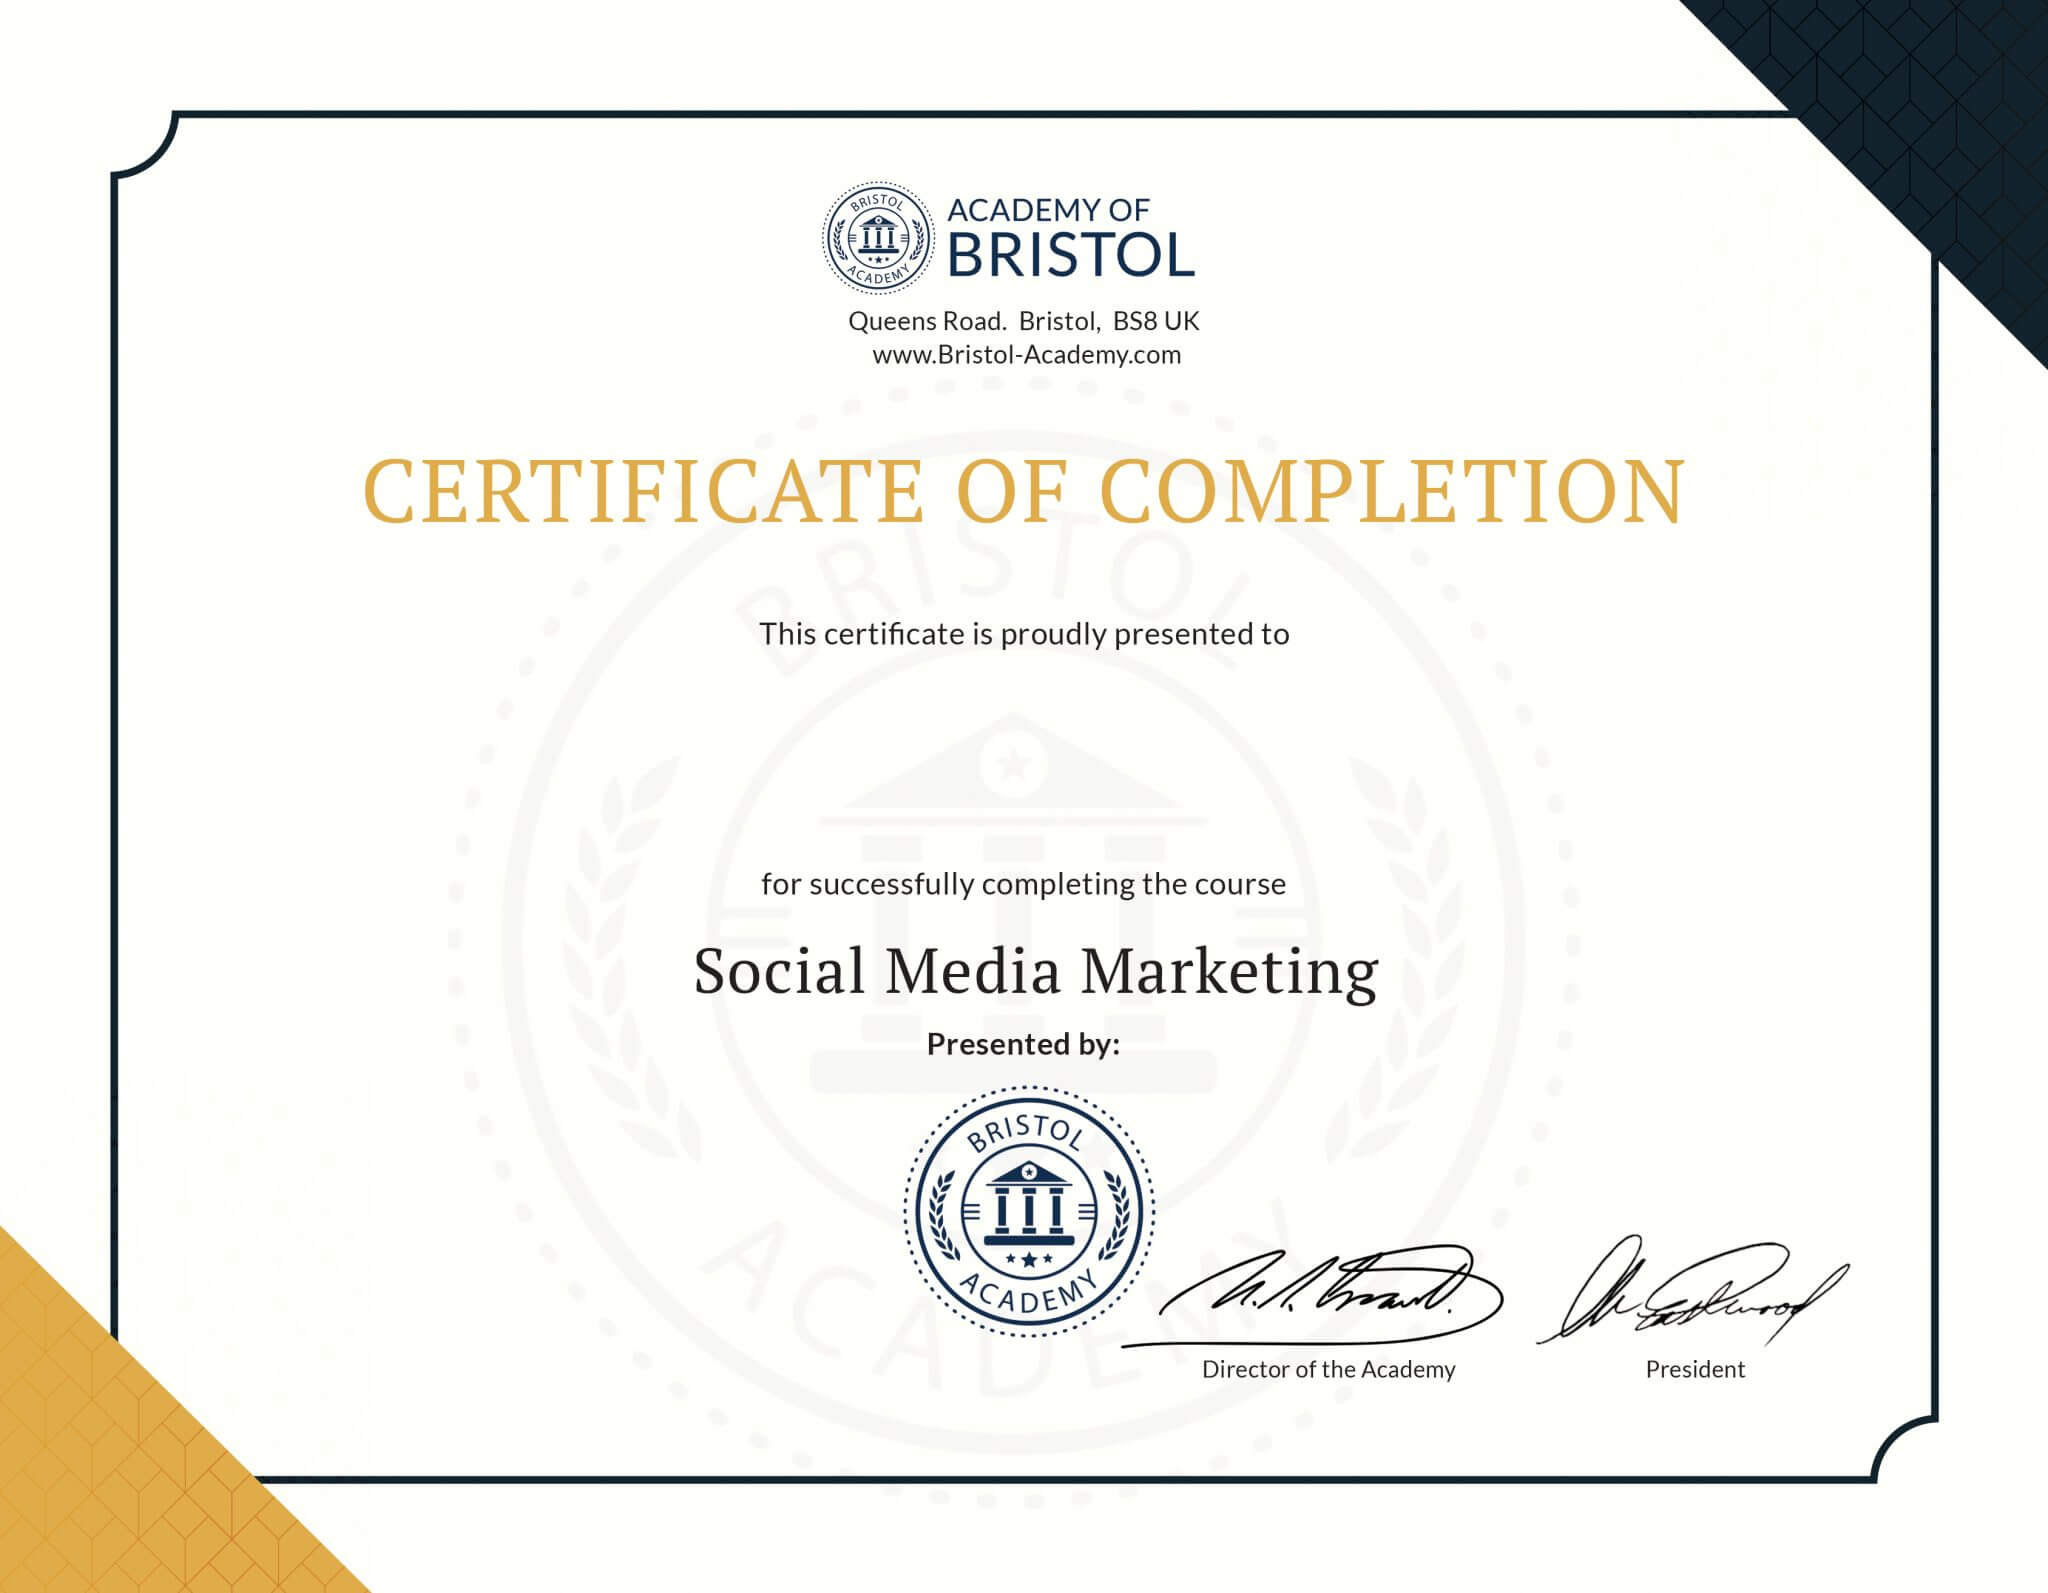 BRISTOL
ACADEMY
ACADEMY OF
BRISTOL
Queens Road. Bristol, BS8 UK
www.Bristol-Academy.com
CERTIFICATE OF COMPLETION
BRISTOL
This certificate is proudly presented to
for successfully completing the course
Social Media Marketing
Presented by:
BRISTOL
ACADEMY
ACADEMY
Director of the Academy
President